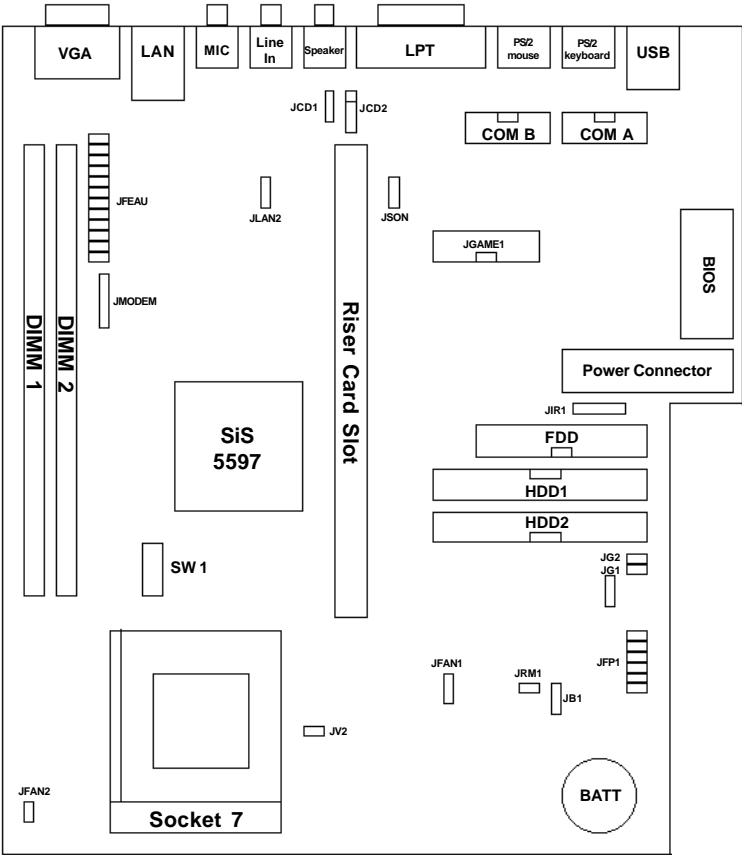 VGA
LAN
MIC
Line
In
Speaker
LPT
PS/2
mouse
PS/2
keyboard
USB
JCD1
JCD2
COM B
COM A
JFEAU
JLAN2
JSON
JGAME1
BIOS
JMODEM
DIMM 1
DIMM 2
Riser Card Slot
Power Connector
JIR1
SiS
5597
FDD
HDD1
HDD2
SW 1
JG2
JG1
JFAN1
JRM1
JFP1
JB1
JV2
JFAN2
BATT
Socket 7